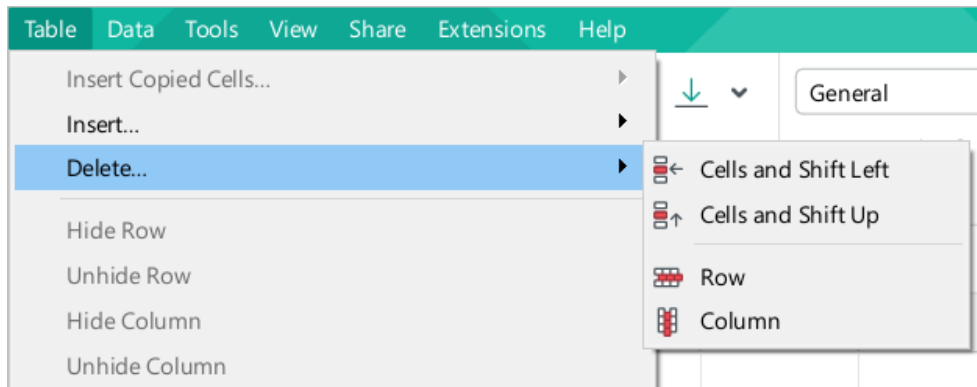 Table Data Tools View Share Extensions Help
Insert Copied Cells...
Insert...
General
Delete...
Cells and Shift Left
Cells and Shift Up
Hide Row
Unhide Row
Row
Hide Column
Column
Unhide Column